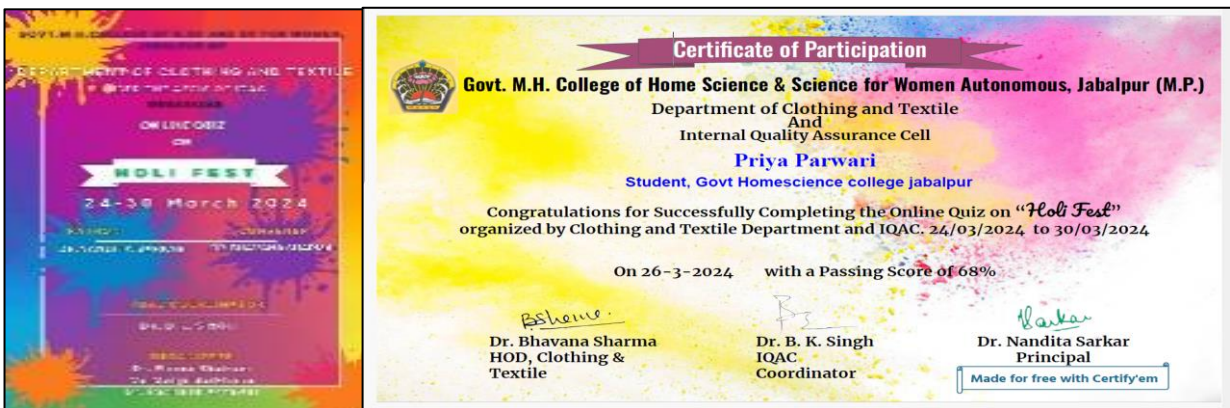 DEPARTMENT OF CLOTHING AND TEXTILE
ON LINE QUIZ
ON
HOLI FEST
24-30 March 2024
Certificate of Participation
Govt. M.H. College of Home Science & Science for Women Autonomous, Jabalpur (M.P.)
Department of Clothing and Textile
And
Internal Quality Assurance Cell
Priya Parwari
Student, Govt Homescience college jabalpur
Congratulations for Successfully Completing the Online Quiz on “Holi Fest”
organized by Clothing and Textile Department and IQAC. 24/03/2024 to 30/03/2024
On 26-3-2024 with a Passing Score of 68%
Dr. Bhavana Sharma
HOD, Clothing &
Textile
Dr. B. K. Singh
IQAC
Coordinator
Dr. Nandita Sarkar
Principal
Made for free with Certify'em